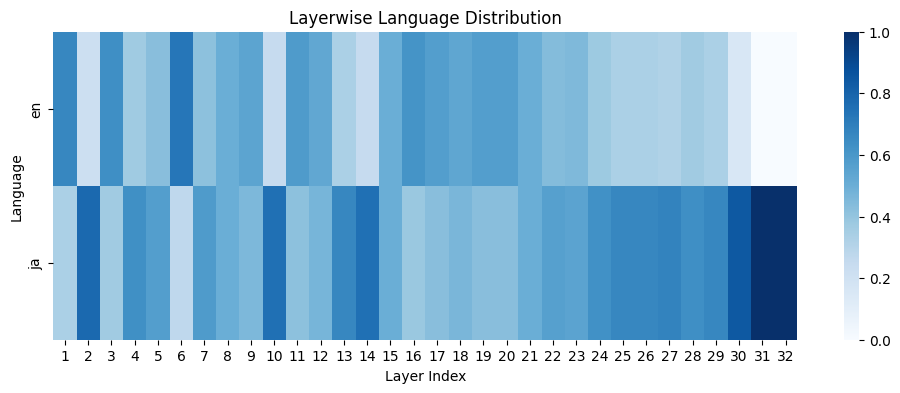 Layerwise Language Distribution
Language
en
ja
1 2 3 4 5 6 7 8 9 10 11 12 13 14 15 16 17 18 19 20 21 22 23 24 25 26 27 28 29 30 31 32
Layer Index
1.0
0.8
0.6
0.4
0.2
0.0